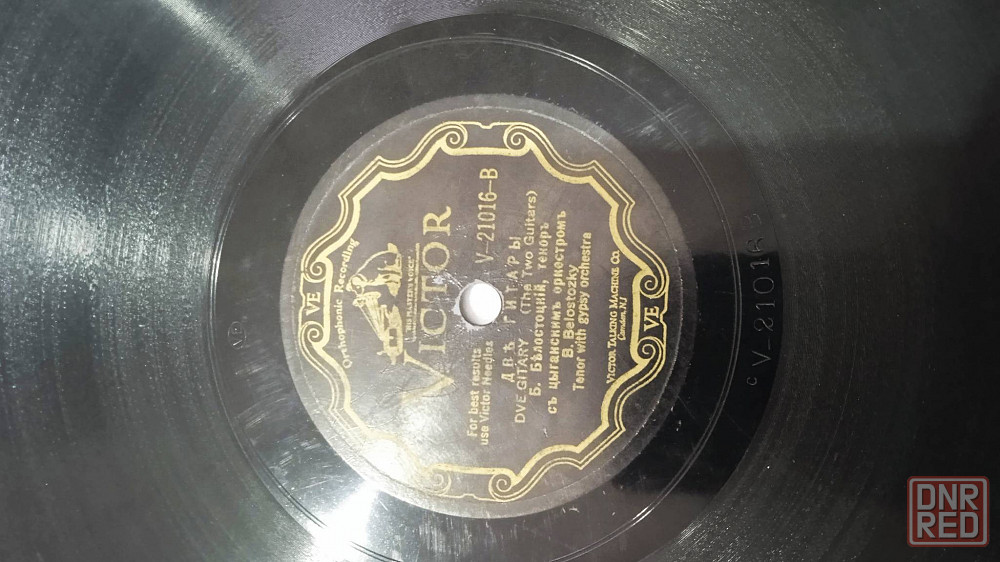 VE
Orthophonic Recording
"HIS MASTER'S VOICE"
VICTOR
For best results
use Victor Needles
V-21016-B
ДВѢ ГИТАРЫ
DVE GITARY (The Two Guitars)
Б. Бѣлостоцкій, теноръ
съ цыганскимъ оркестромъ
B. Belostozky
Tenor with gypsy orchestra
VICTOR TALKING MACHINE CO.
Camden, NJ
VE
V-21016
DNR
RED